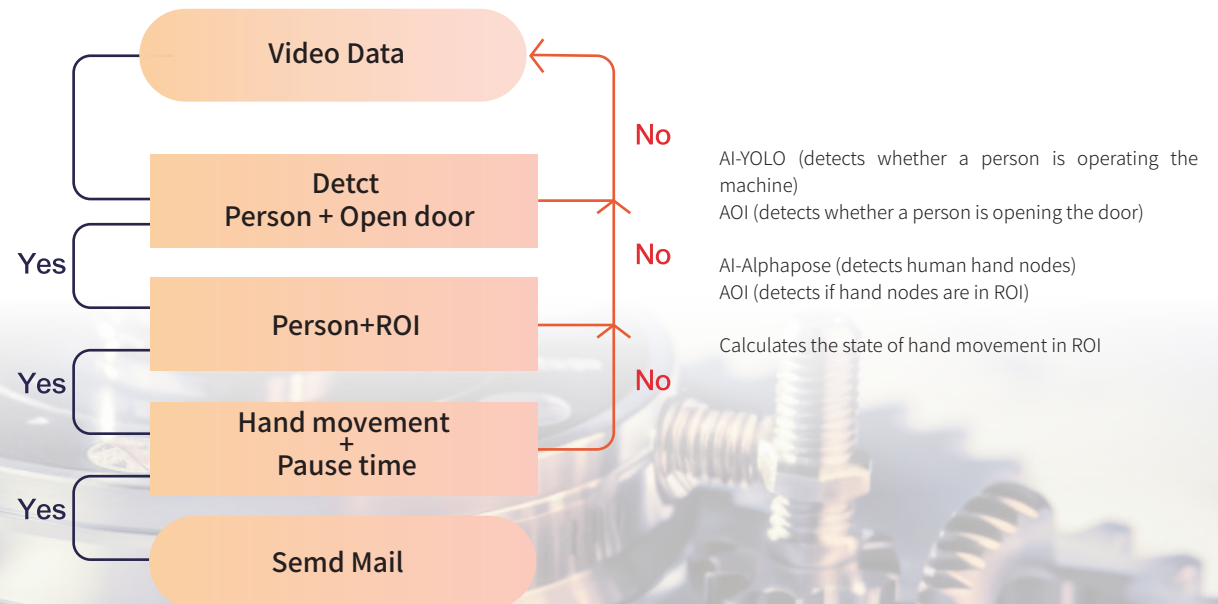 Video Data
No
Detct
Person + Open door
Yes
No
Person+ROI
Yes
No
Hand movement
+
Pause time
Yes
Semd Mail
AI-YOLO (detects whether a person is operating the
machine)
AOI (detects whether a person is opening the door)
AI-Alphapose (detects human hand nodes)
AOI (detects if hand nodes are in ROI)
Calculates the state of hand movement in ROI